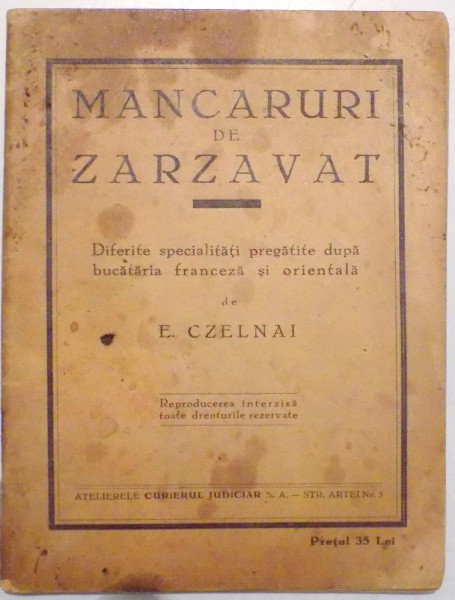 MANCARURI
DE
ZARZAVAT
Diferite specialităţi pregătite după
bucătăria franceză şi orientală
de
E. CZELNAI
Reproducerea interzisă
toate drepturile rezervate
ATELIERELE CURIERUL JUDICIAR S. A. — STR. ARTEI Nr. 5
Preţul 35 Lei